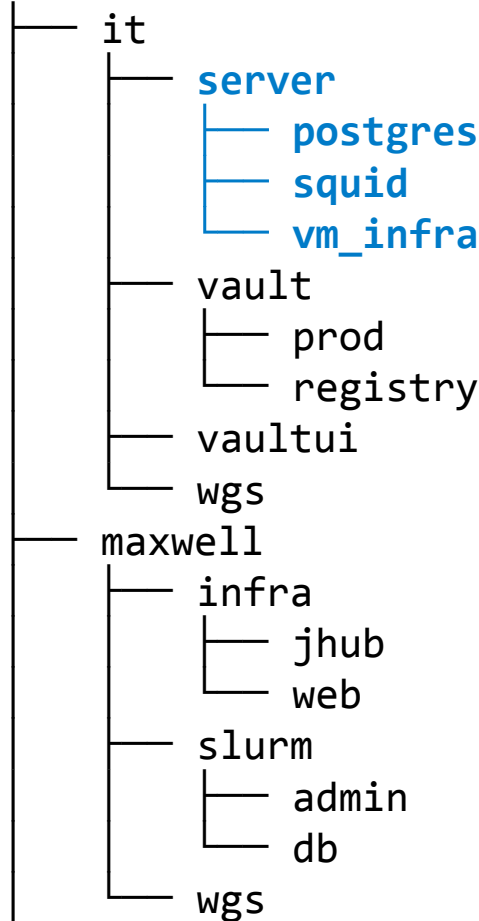 it
server
postgres
squid
vm_infra
vault
prod
registry
vaultui
wgs
maxwell
infra
jhub
web
slurm
admin
db
wgs